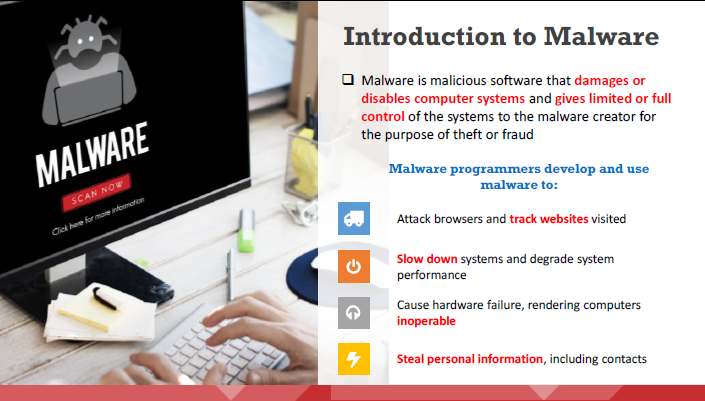 MALWARE
SCAN NOW
Click here for more information
Introduction to Malware
Malware is malicious software that damages or
disables computer systems and gives limited or full
control of the systems to the malware creator for
the purpose of theft or fraud
Malware programmers develop and use
malware to:
Attack browsers and track websites visited
Slow down systems and degrade system
performance
Cause hardware failure, rendering computers
inoperable
Steal personal information, including contacts